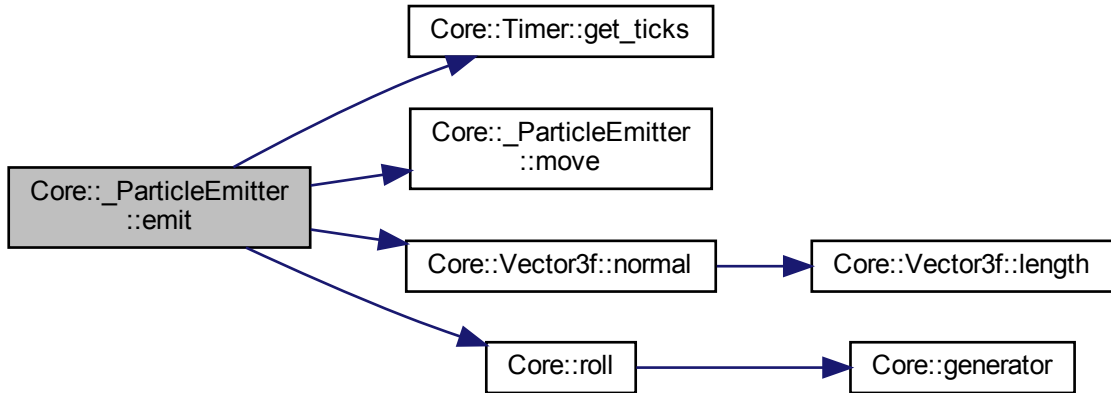 Core::Timer::get_ticks
Core::_ParticleEmitter
::move
Core::_ParticleEmitter
::emit
Core::Vector3f::normal
Core::Vector3f::length
Core::roll
Core::generator